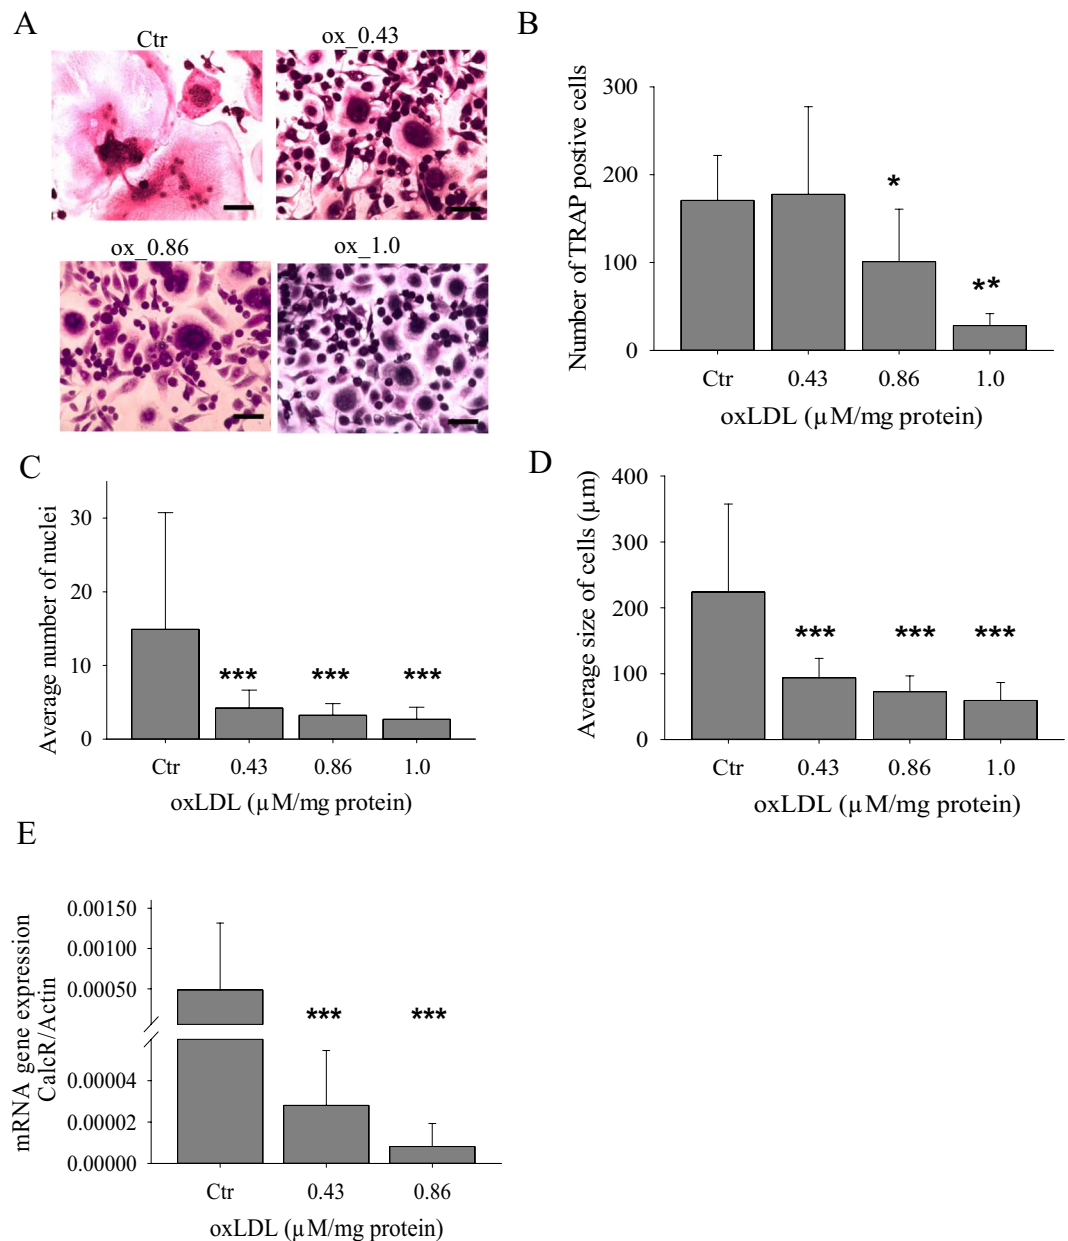 A
Ctr
ox_0.43
ox_0.86
ox_1.0
B
Number of TRAP postive cells
300
200
100
0
*
**
Ctr
0.43
0.86
1.0
oxLDL (µM/mg protein)
C
Average number of nuclei
30
20
10
0
***
***
***
Ctr
0.43
0.86
1.0
oxLDL (µM/mg protein)
D
Average size of cells (µm)
400
300
200
100
0
***
***
***
Ctr
0.43
0.86
1.0
oxLDL (µM/mg protein)
E
mRNA gene expression
CalcR/Actin
0.00150
0.00100
0.00050
0.00004
0.00002
0.00000
***
***
Ctr
0.43
0.86
oxLDL (µM/mg protein)